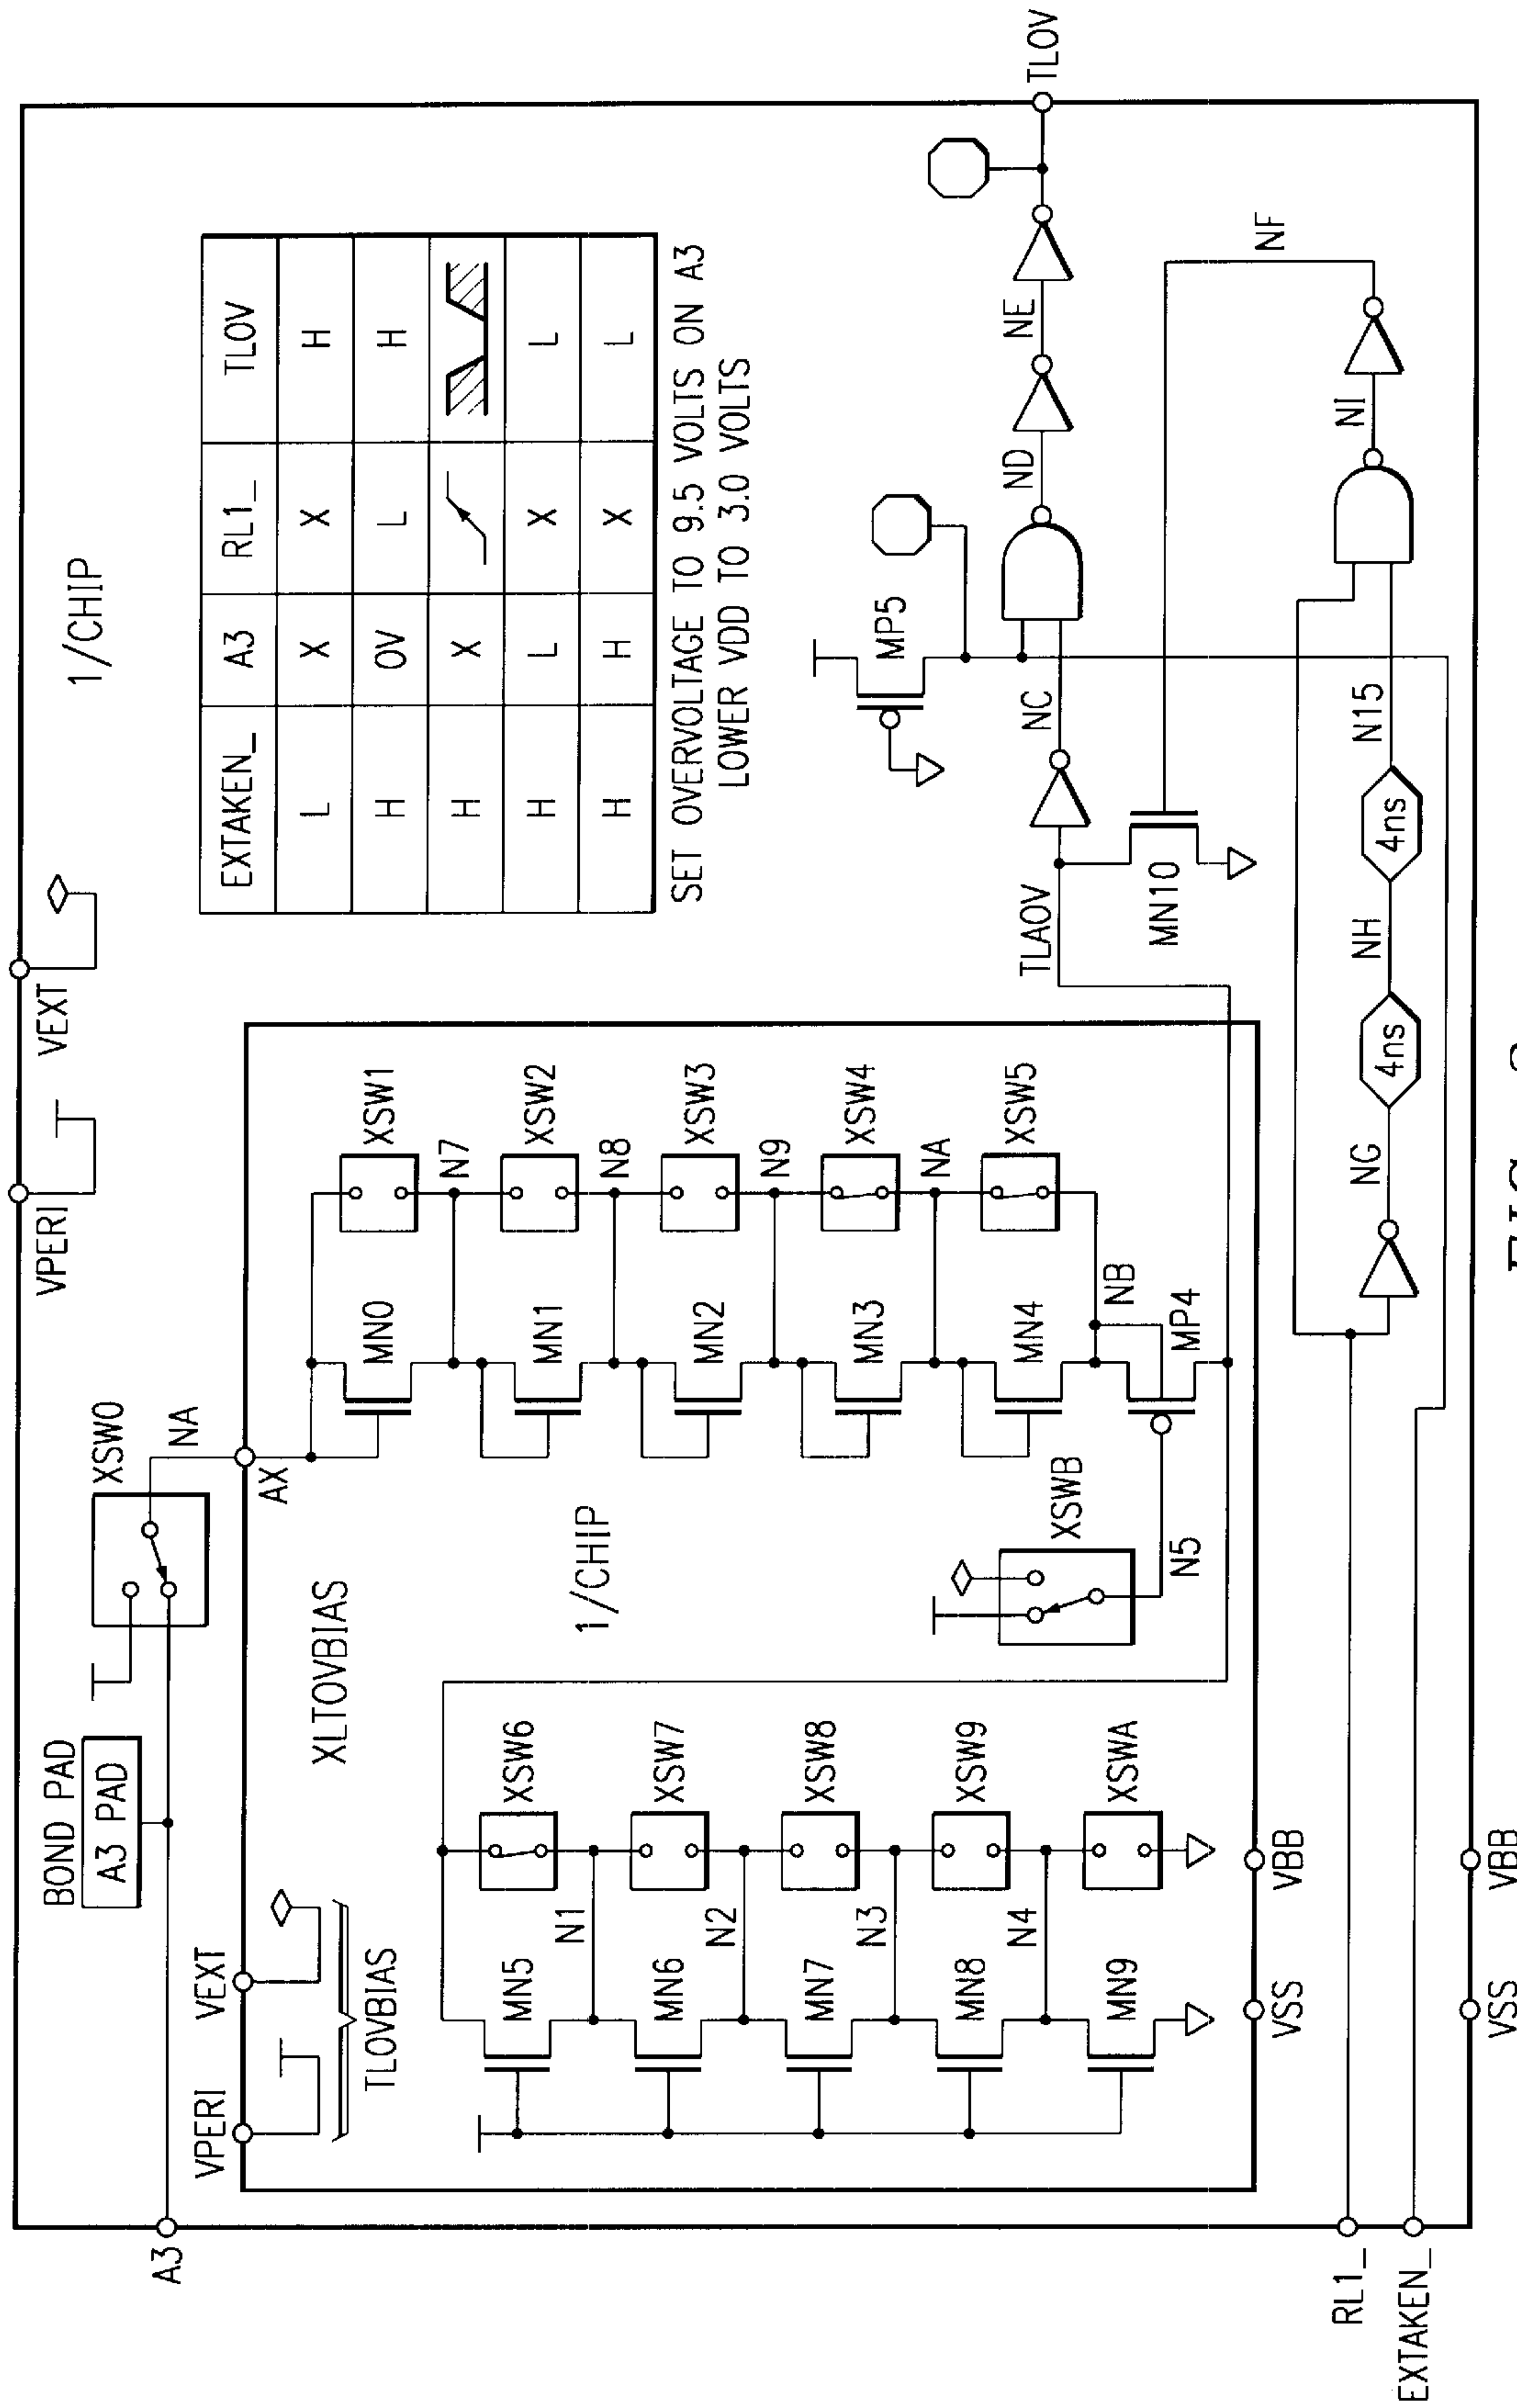 1/CHIP
VPERI
VEXT
EXTAKEN_ A3 RL1_ TLOV
L X X H
H OV L H
H X
H L X L
H H X L
SET OVERVOLTAGE TO 9.5 VOLTS ON A3
LOWER VDD TO 3.0 VOLTS
BOND PAD
A3 PAD
XSW0
NA
AX
A3
VPERI
VEXT
TLOVBIAS
XLTOVBIAS
1/CHIP
MN0
XSW1
N7
MN1
XSW2
N8
MN2
XSW3
N9
MN3
XSW4
NA
MN4
XSW5
NB
MP4
XSWB
N5
MN5
XSW6
N1
MN6
XSW7
N2
MN7
XSW8
N3
MN8
XSW9
N4
MN9
XSWA
VSS
VBB
TLAOV
MN10
NC
MP5
ND
NE
TLOV
NF
NI
RL1_
EXTAKEN_
NG
4ns
NH
4ns
N15
VSS
VBB